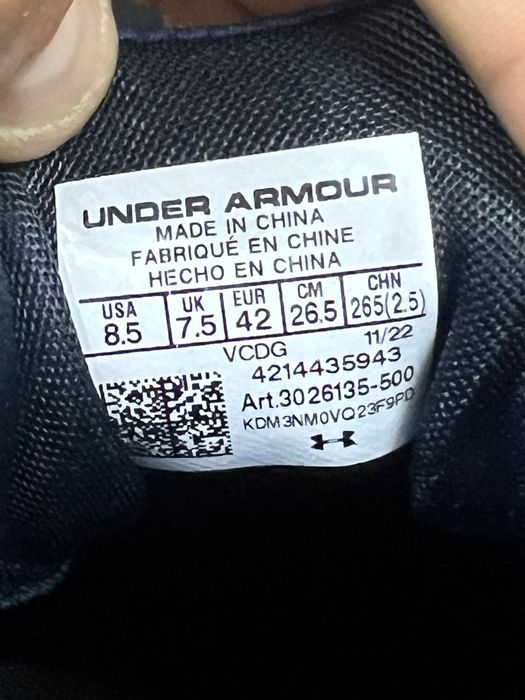 UNDER ARMOUR
MADE IN CHINA
FABRIQUÉ EN CHINE
HECHO EN CHINA
USA UK EUR CM CHN
8.5 7.5 42 26.5 265(2.5)
VCDG 11/22
4214435943
Art.3026135-500
KDM3NM0VQ23F9PD